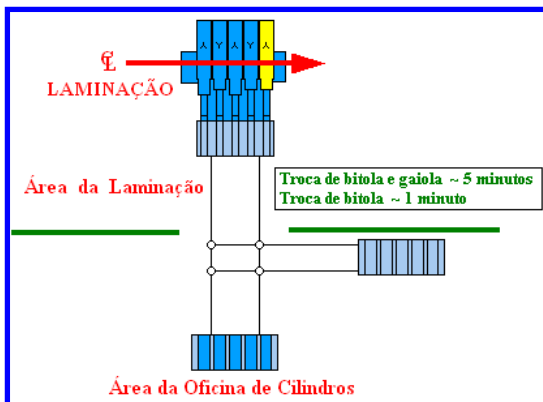 ℄
LAMINAÇÃO
Área da Laminação
Troca de bitola e gaiola ~ 5 minutos
Troca de bitola ~ 1 minuto
Área da Oficina de Cilindros